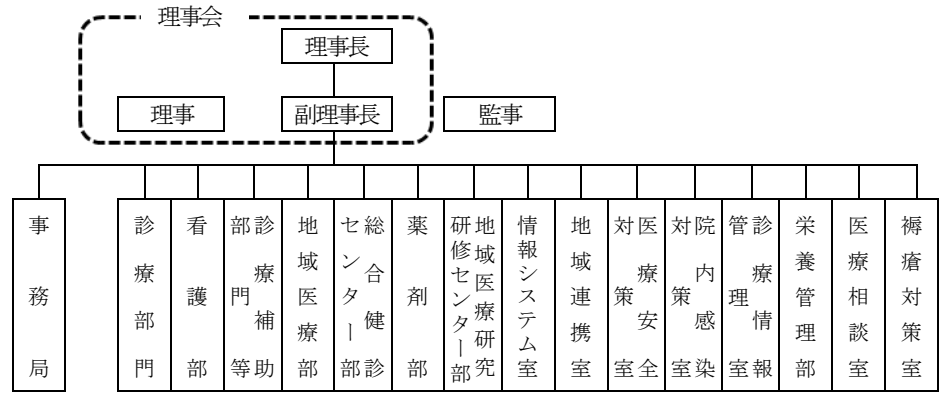 理事会
理事長
理事
副理事長
監事
事務局
診療部門
看護部
診療補助
部門等
地域医療部
総合健診
センター部
薬剤部
地域医療研究
研修センター部
情報システム室
地域連携室
医療安全
対策室
院内感染
対策室
診療情報
管理室
栄養管理部
医療相談室
褥瘡対策室